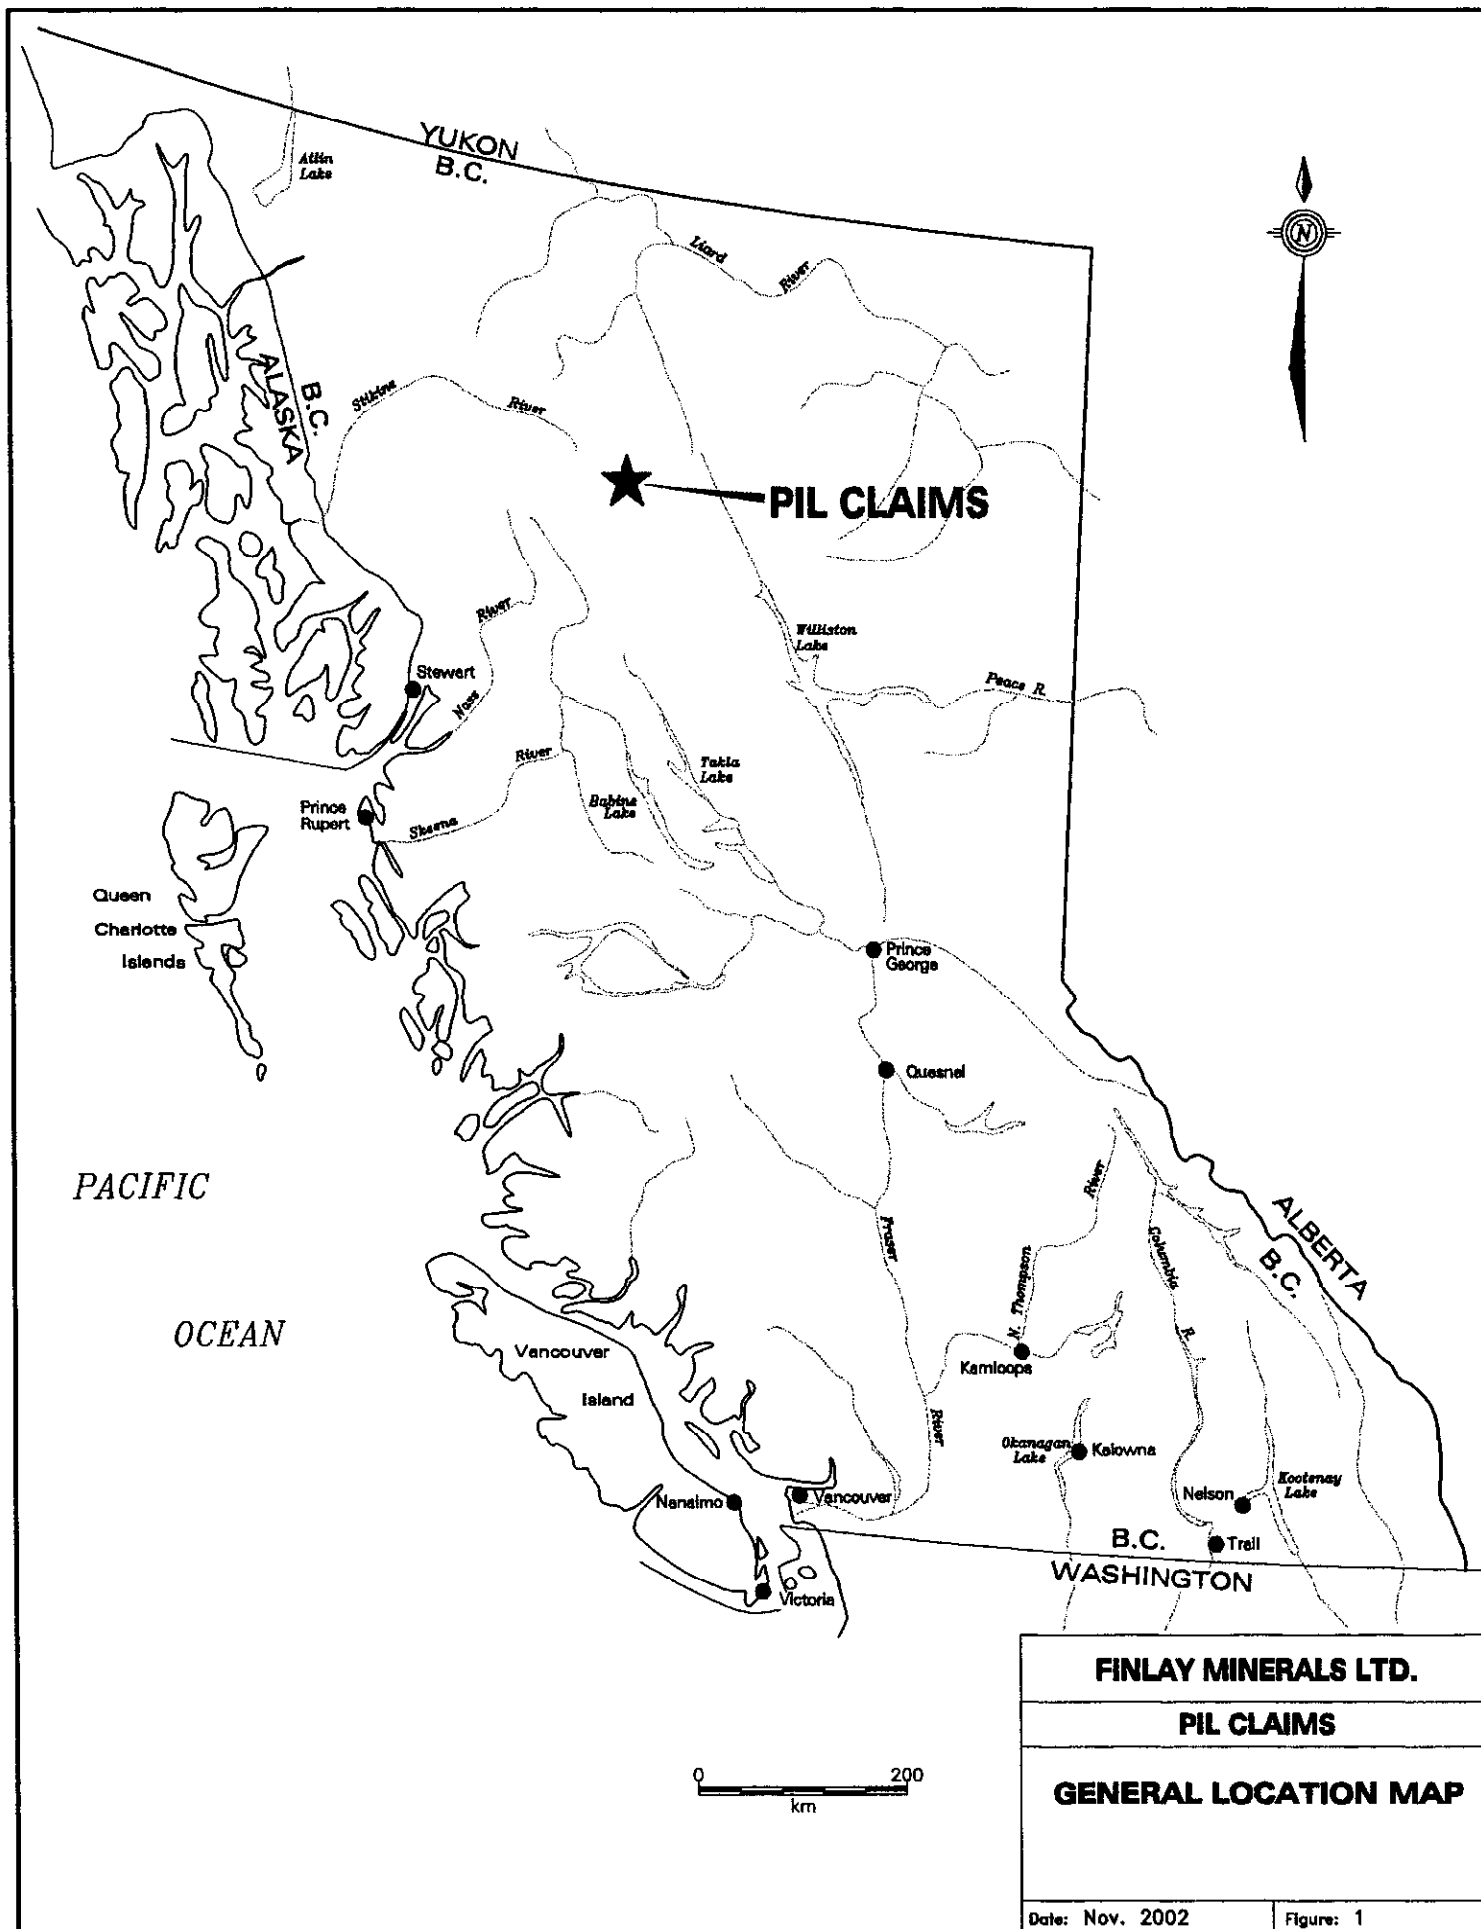 YUKON
B.C.
Atlin
Lake
Liard
River
N
B.C.
ALASKA
Stikine
River
PIL CLAIMS
River
Nass
Stewart
Williston
Lake
Peace R.
River
Skeena
Takla
Lake
Babine
Lake
Prince
Rupert
Queen
Charlotte
Islands
Prince
George
Quesnel
PACIFIC
OCEAN
River
N. Thompson
Fraser
River
Columbia
R.
ALBERTA
B.C.
Vancouver
Island
Kamloops
Okanagan
Lake
Kelowna
Kootenay
Lake
Nelson
Nanaimo
Vancouver
B.C.
Trail
WASHINGTON
Victoria
FINLAY MINERALS LTD.
PIL CLAIMS
GENERAL LOCATION MAP
0 200
km
Date: Nov. 2002 Figure: 1